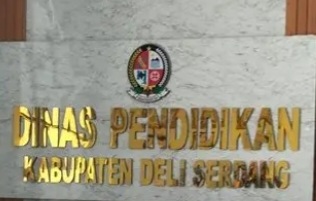 DINAS PENDIDIKAN
KABUPATEN DELI SERDANG